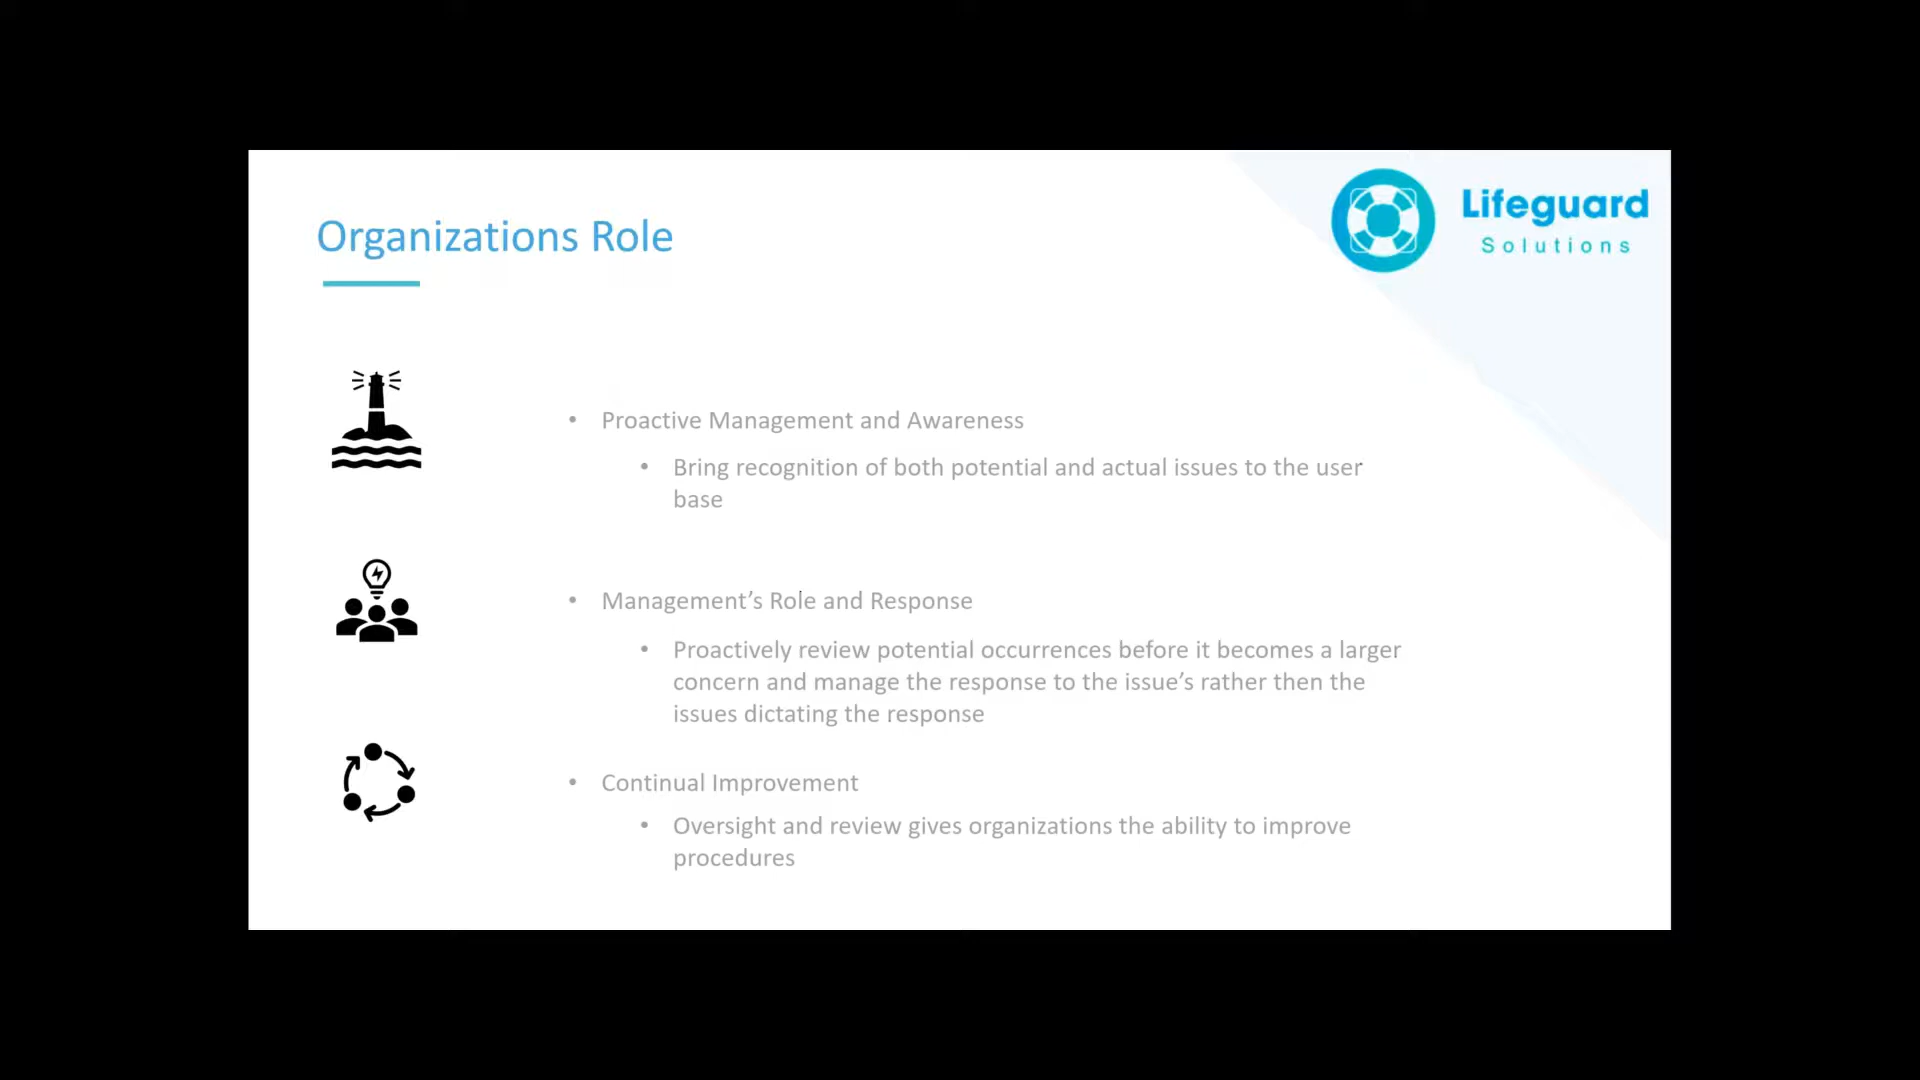 Organizations Role
Lifeguard
Solutions
• Proactive Management and Awareness
• Bring recognition of both potential and actual issues to the user
base
• Management’s Role and Response
• Proactively review potential occurrences before it becomes a larger
concern and manage the response to the issue’s rather then the
issues dictating the response
• Continual Improvement
• Oversight and review gives organizations the ability to improve
procedures